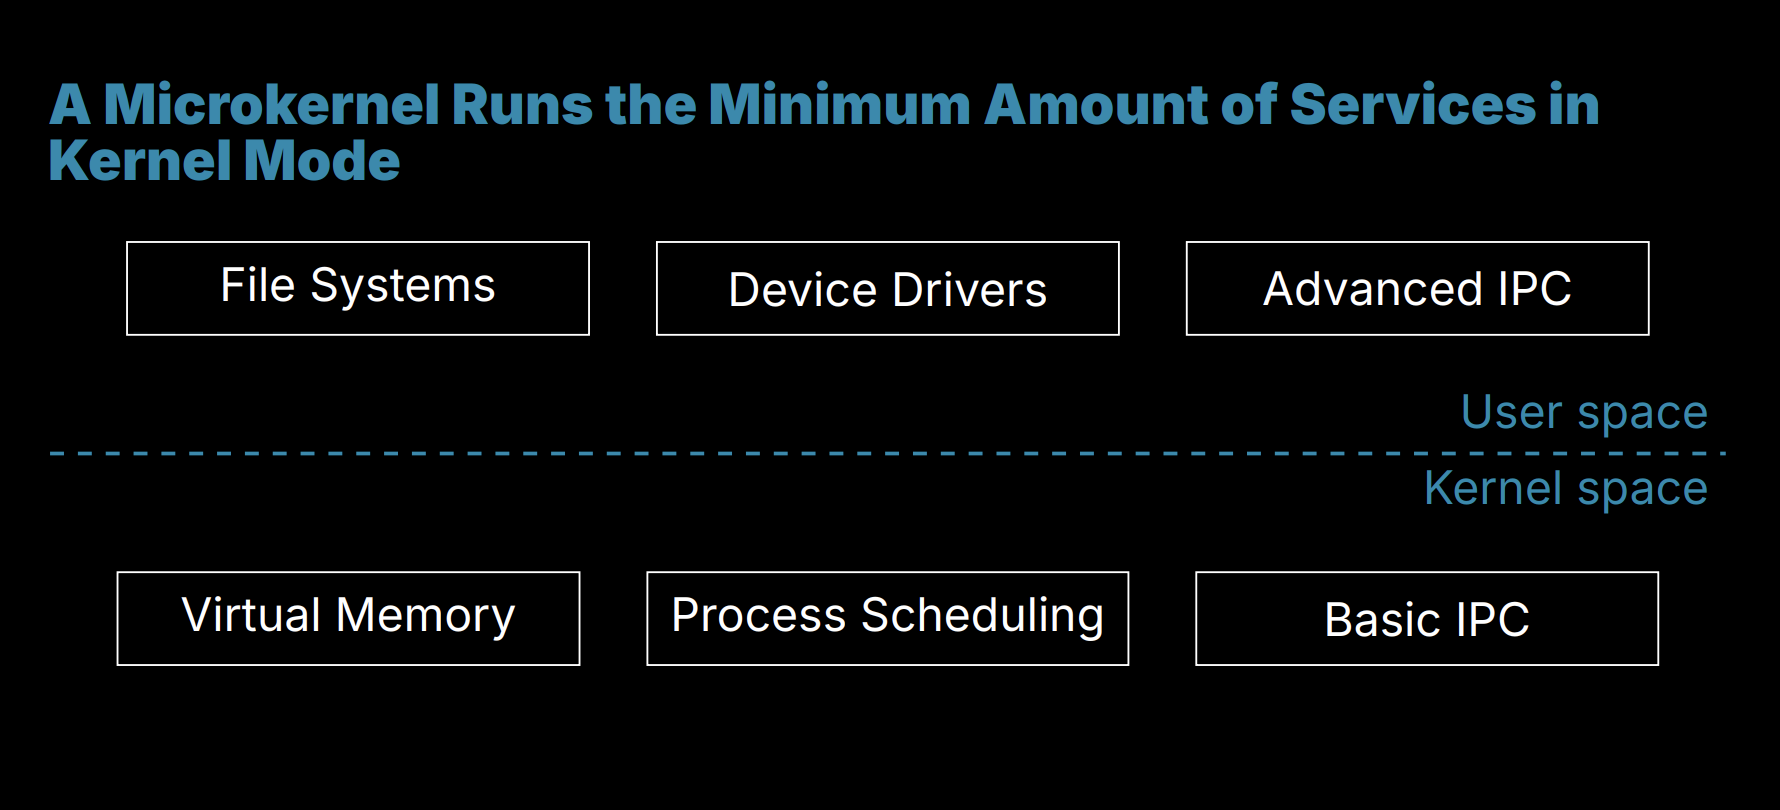 A Microkernel Runs the Minimum Amount of Services in
Kernel Mode
File Systems
Device Drivers
Advanced IPC
User space
Kernel space
Virtual Memory
Process Scheduling
Basic IPC